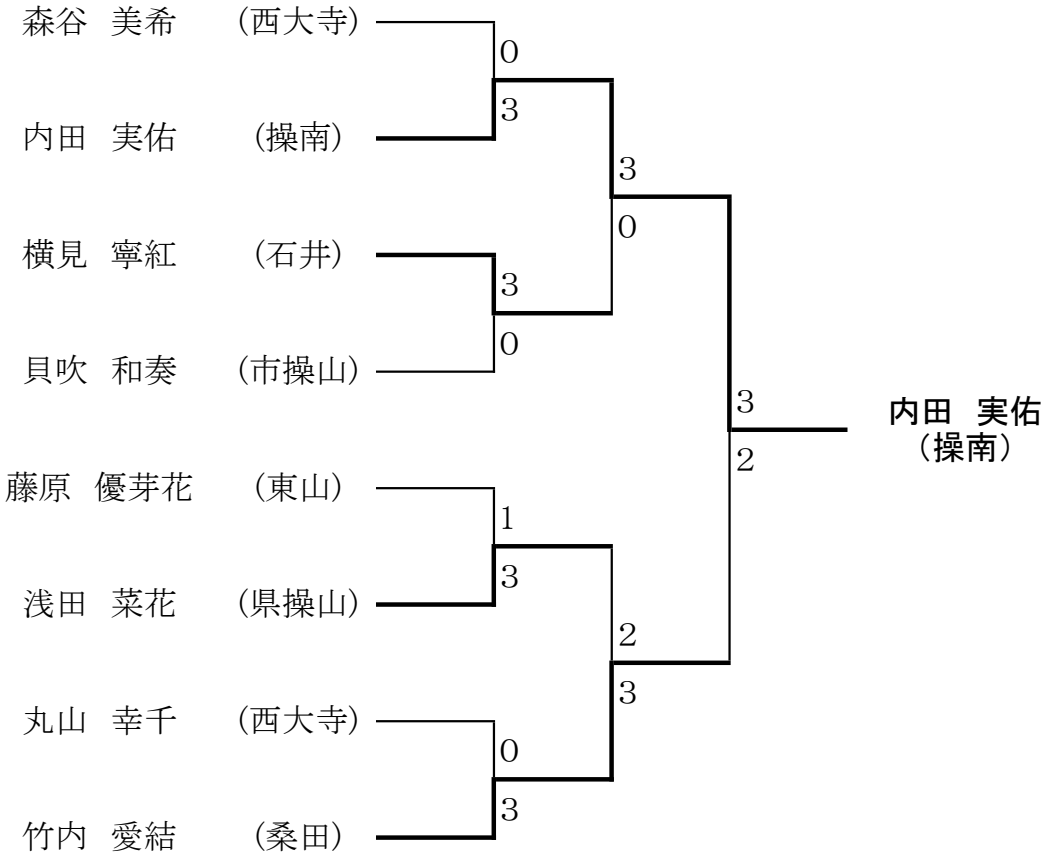 森谷 美希 (西大寺)
0
3
内田 実佑 (操南)
3
0
横見 寧紅 (石井)
3
0
貝吹 和奏 (市操山)
3
2
内田 実佑
(操南)
藤原 優芽花 (東山)
1
3
浅田 菜花 (県操山)
2
3
丸山 幸千 (西大寺)
0
3
竹内 愛結 (桑田)